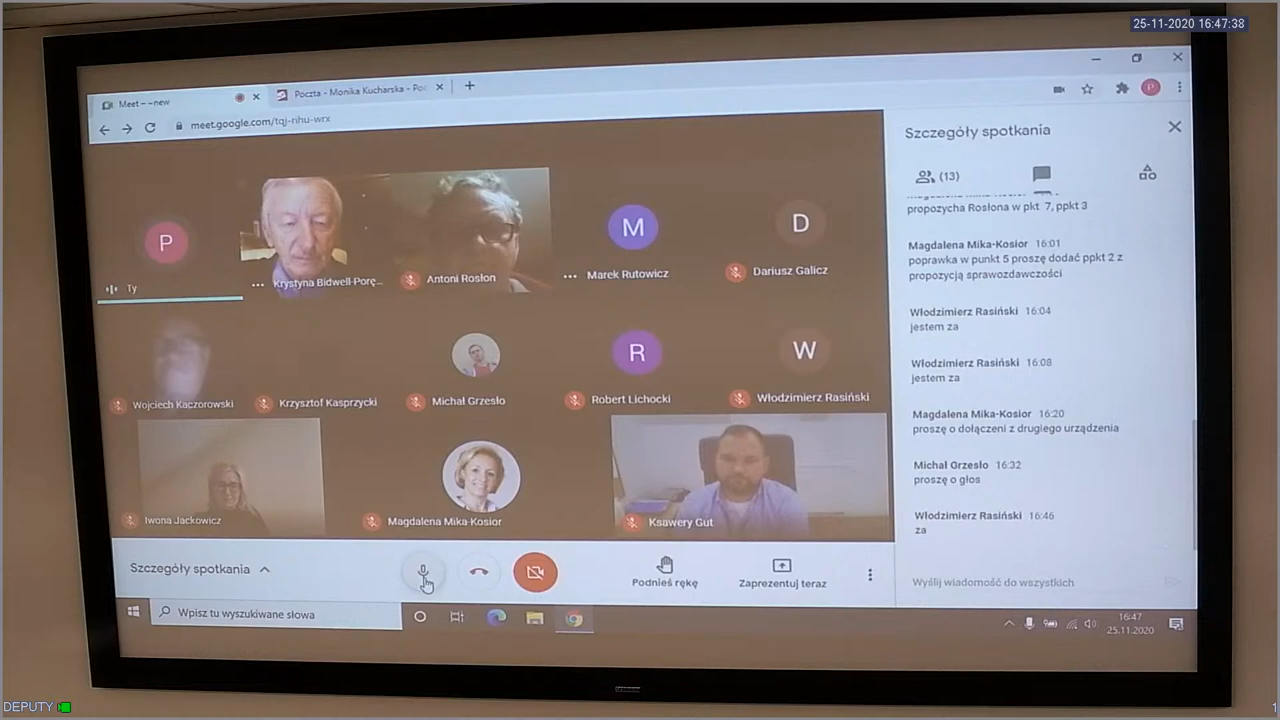 25-11-2020 16:47:38
Meet – – new
Poczta - Monika Kucharska - Po
meet.google.com/tqj-nhu-wrx
P
Szczegóły spotkania
(13)
propozycha Rosłona w pkt 7, ppkt 3
Magdalena Mika-Kosior 16:01
poprawka w punkt 5 proszę dodać ppkt 2 z
propozycją sprawozdawczości
Włodzimierz Rasiński 16:04
jestem za
Włodzimierz Rasiński 16:08
jestem za
Magdalena Mika-Kosior 16:20
proszę o dołączeni z drugiego urządzenia
Michał Grzesło 16:32
proszę o głos
Włodzimierz Rasiński 16:46
za
Wyślij wiadomość do wszystkich
P
M
D
Ty
Krystyna Bidwell-Porę...
Antoni Rosłon
Marek Rutowicz
Dariusz Galicz
R
W
Wojciech Kaczorowski
Krzysztof Kasprzycki
Michał Grzesło
Robert Lichocki
Włodzimierz Rasiński
Iwona Jackowicz
Magdalena Mika-Kosior
Ksawery Gut
Szczegóły spotkania
Podnieś rękę
Zaprezentuj teraz
Wpisz tu wyszukiwane słowa
16:47
25.11.2020
DEPUTY
1